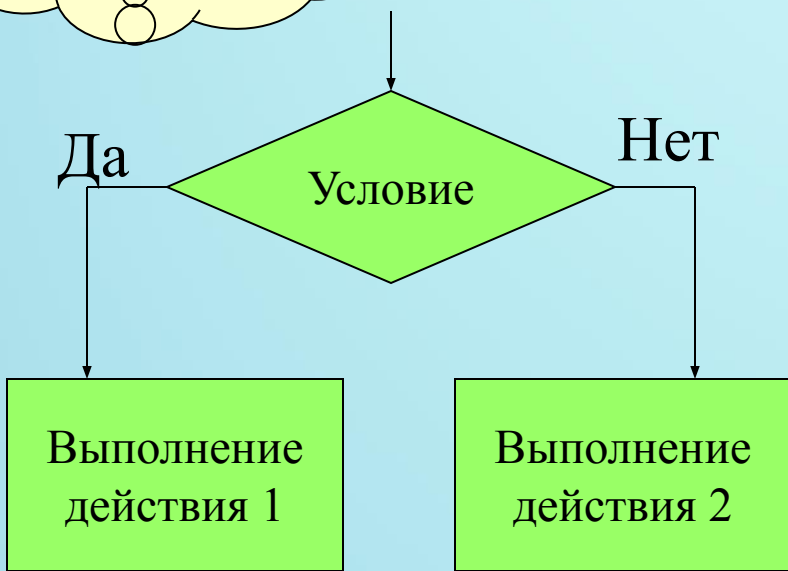 Да
Нет
Условие
Выполнение
действия 1
Выполнение
действия 2